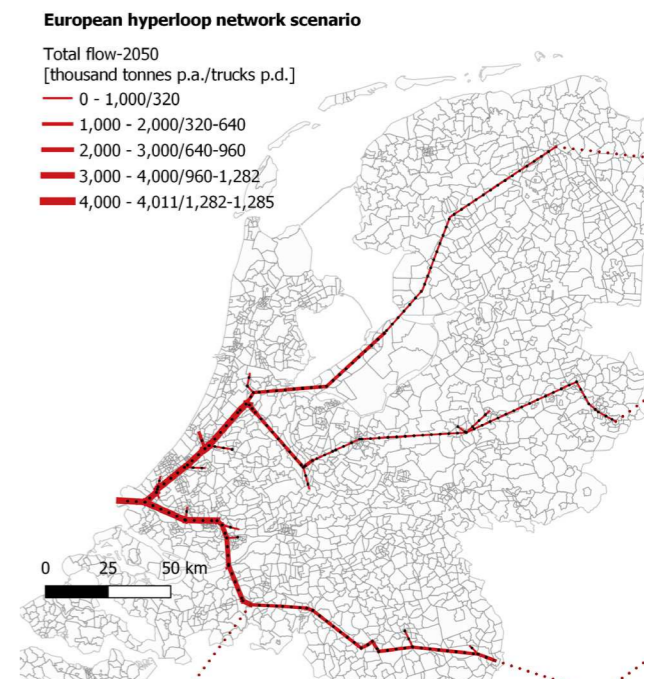 European hyperloop network scenario
Total flow-2050
[thousand tonnes p.a./trucks p.d.]
0 - 1,000/320
1,000 - 2,000/320-640
2,000 - 3,000/640-960
3,000 - 4,000/960-1,282
4,000 - 4,011/1,282-1,285
0 25 50 km